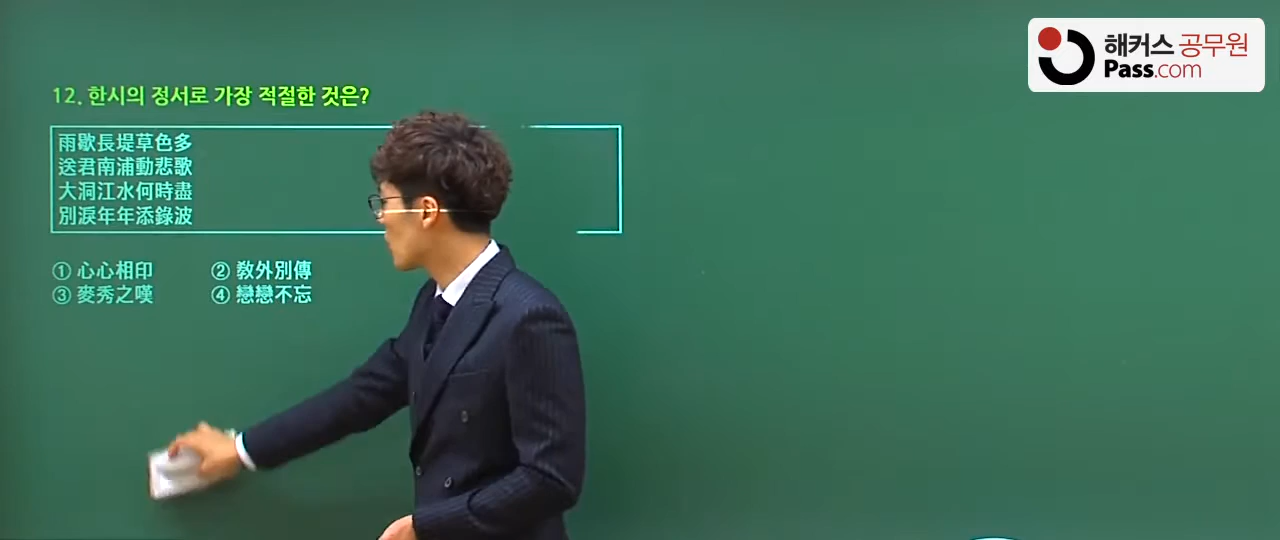 해커스 공무원
Pass.com
12. 한시의 정서로 가장 적절한 것은?
雨歇長堤草色多
送君南浦動悲歌
大洞江水何時盡
別淚年年添錄波
① 心心相印 ② 敎外別傳
③ 麥秀之嘆 ④ 戀戀不忘